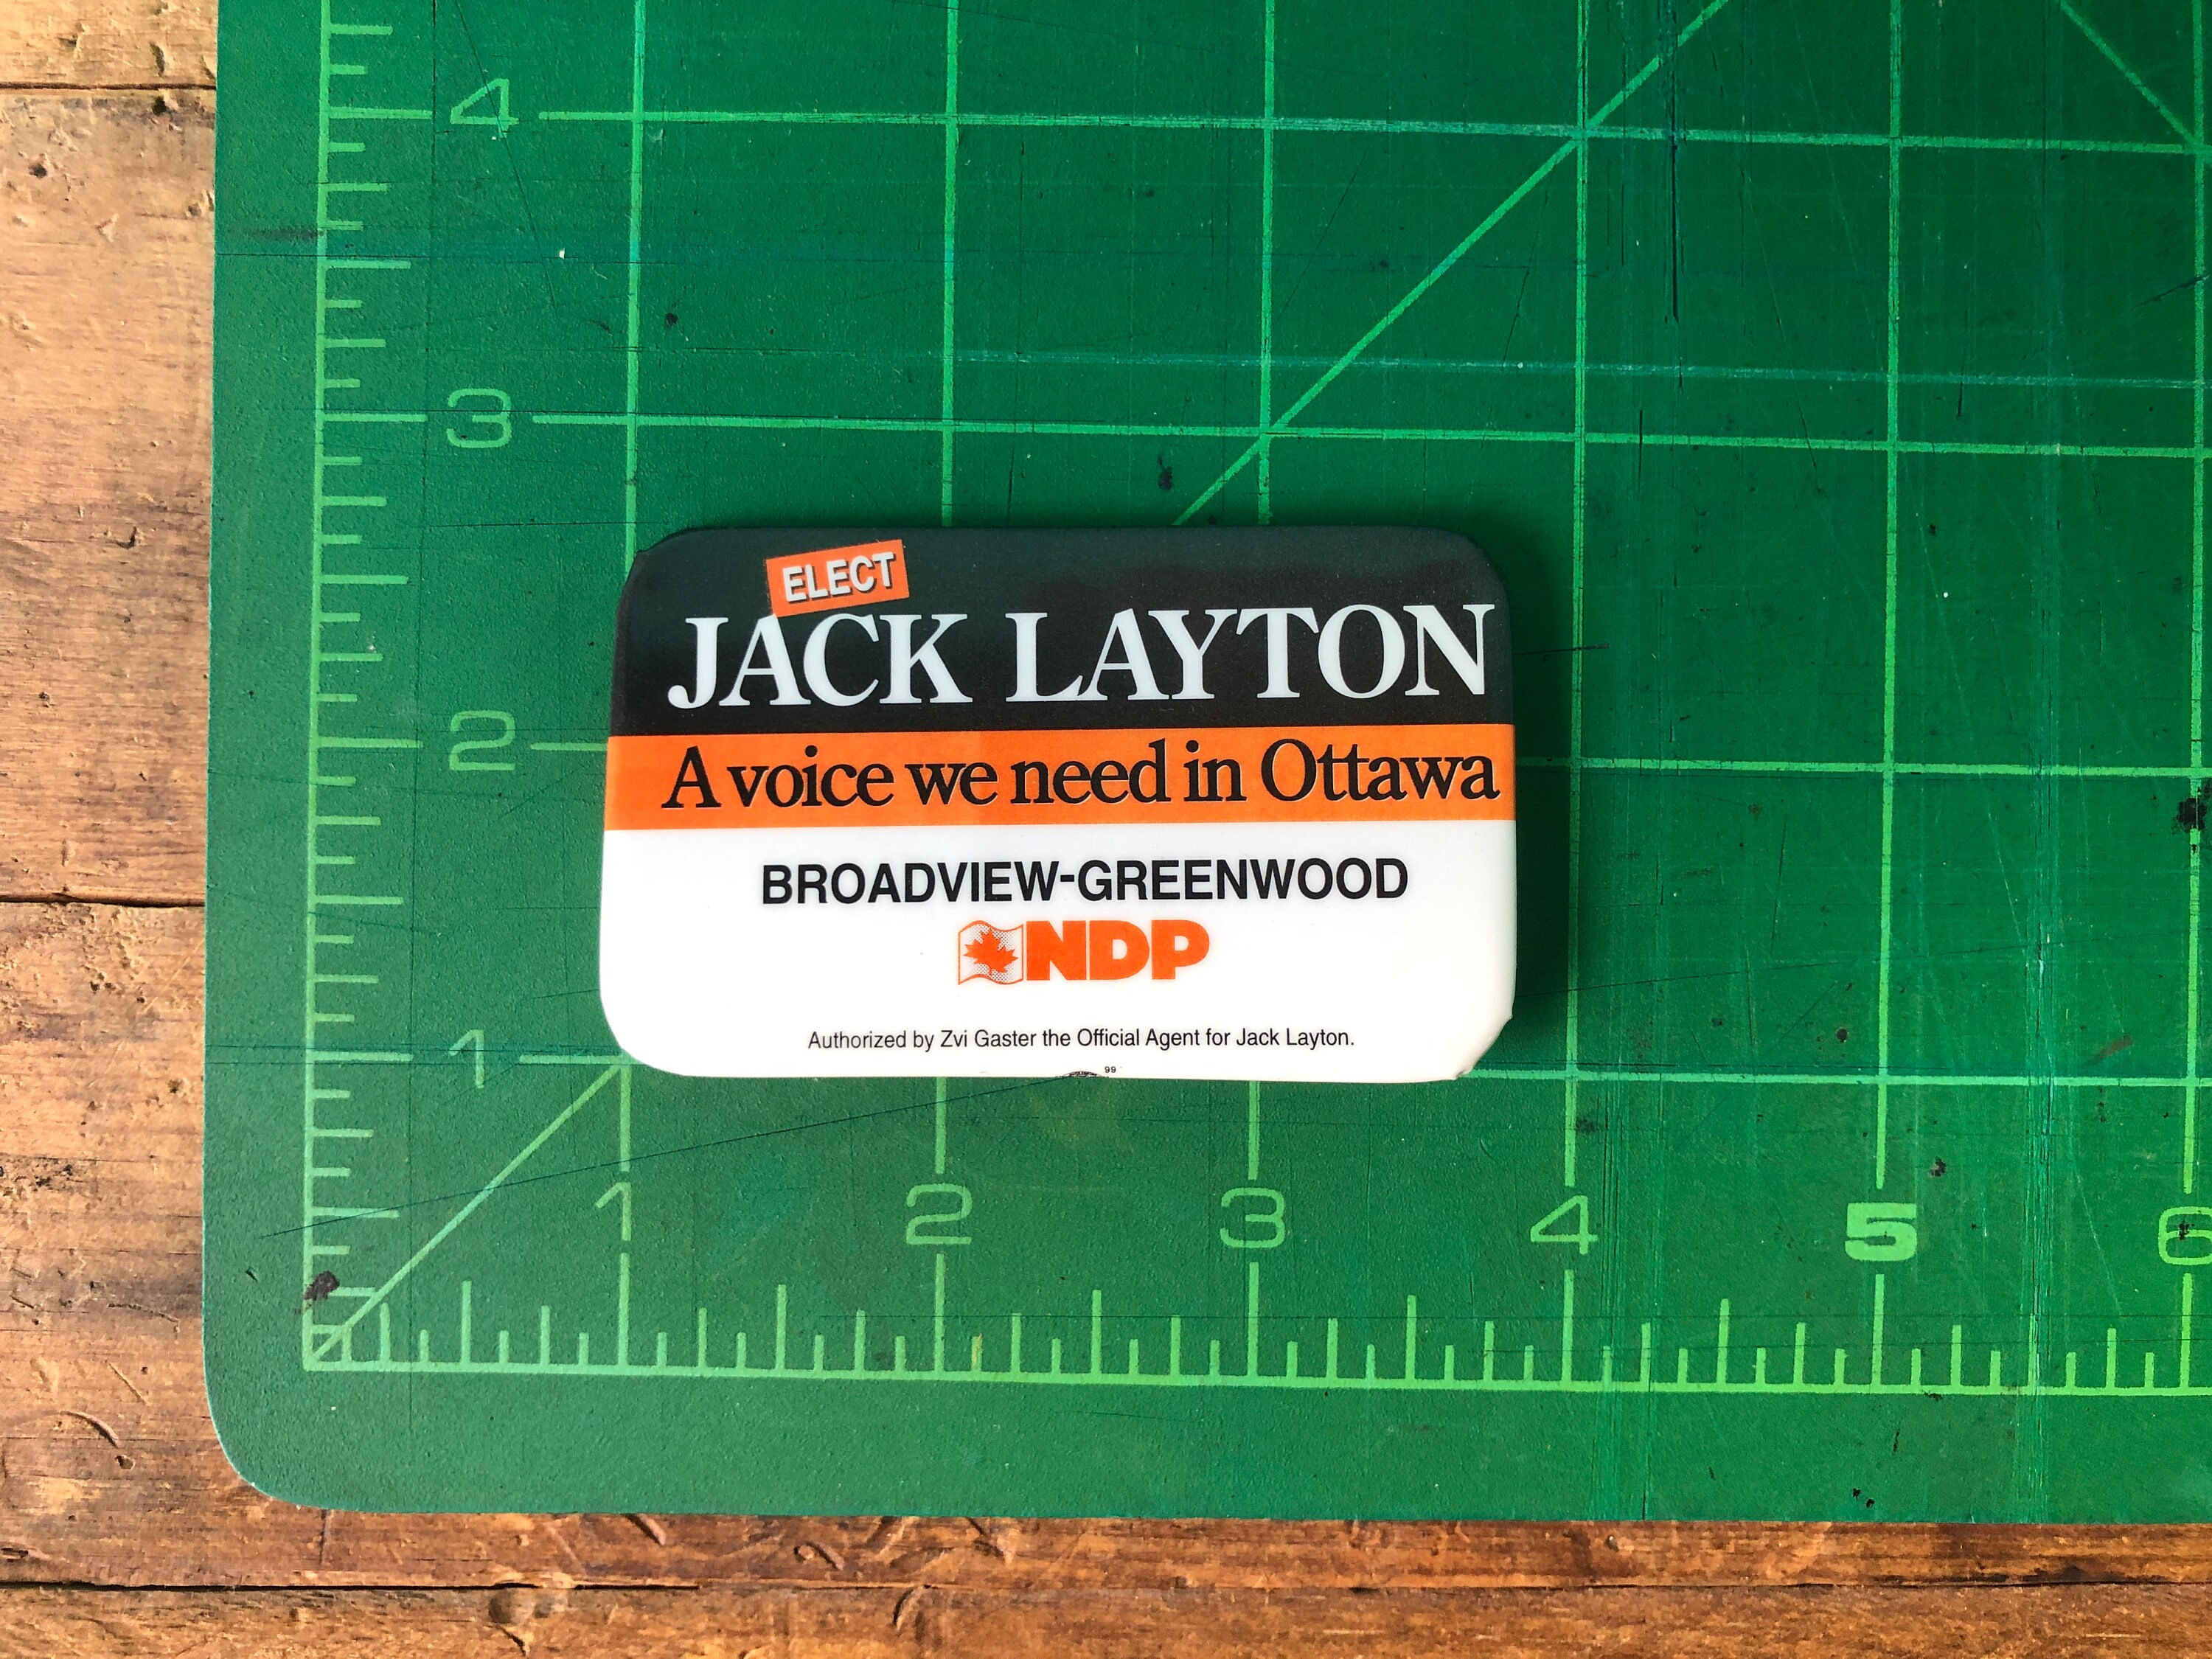 4
3
2
1
ELECT
JACK LAYTON
A voice we need in Ottawa
BROADVIEW-GREENWOOD
NDP
Authorized by Zvi Gaster the Official Agent for Jack Layton.
99
1 2 3 4 5 6